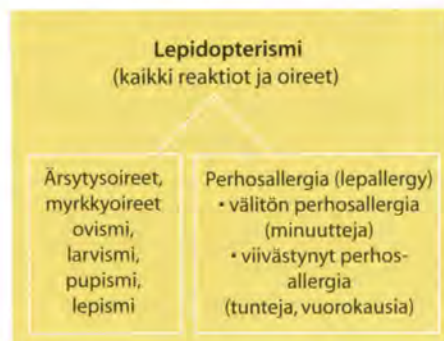 Lepidopterismi
(kaikki reaktiot ja oireet)
Ärsytysoireet,
myrkkyoireet
ovismi,
larvismi,
pupismi,
lepismi
Perhosallergia (lepallergy)
• välitön perhosallergia
(minuutteja)
• viivästynyt perhos-
allergia
(tunteja, vuorokausia)